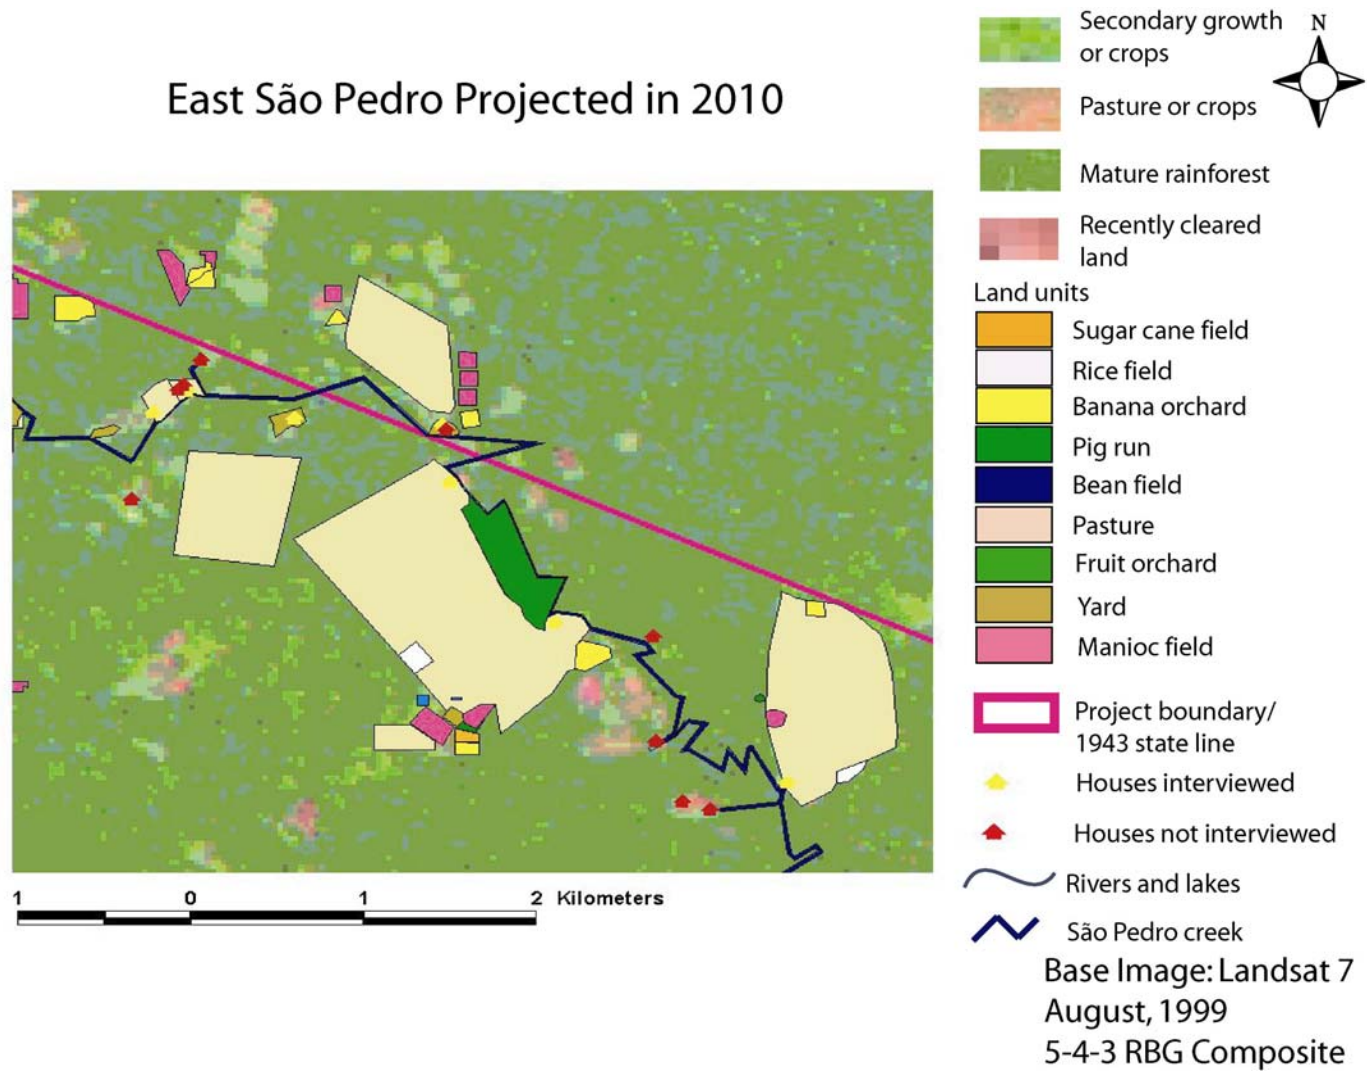 East São Pedro Projected in 2010
N
Secondary growth
or crops
Pasture or crops
Mature rainforest
Recently cleared
land
Land units
Sugar cane field
Rice field
Banana orchard
Pig run
Bean field
Pasture
Fruit orchard
Yard
Manioc field
Project boundary/
1943 state line
Houses interviewed
Houses not interviewed
Rivers and lakes
São Pedro creek
1 0 1 2 Kilometers
Base Image: Landsat 7
August, 1999
5-4-3 RBG Composite